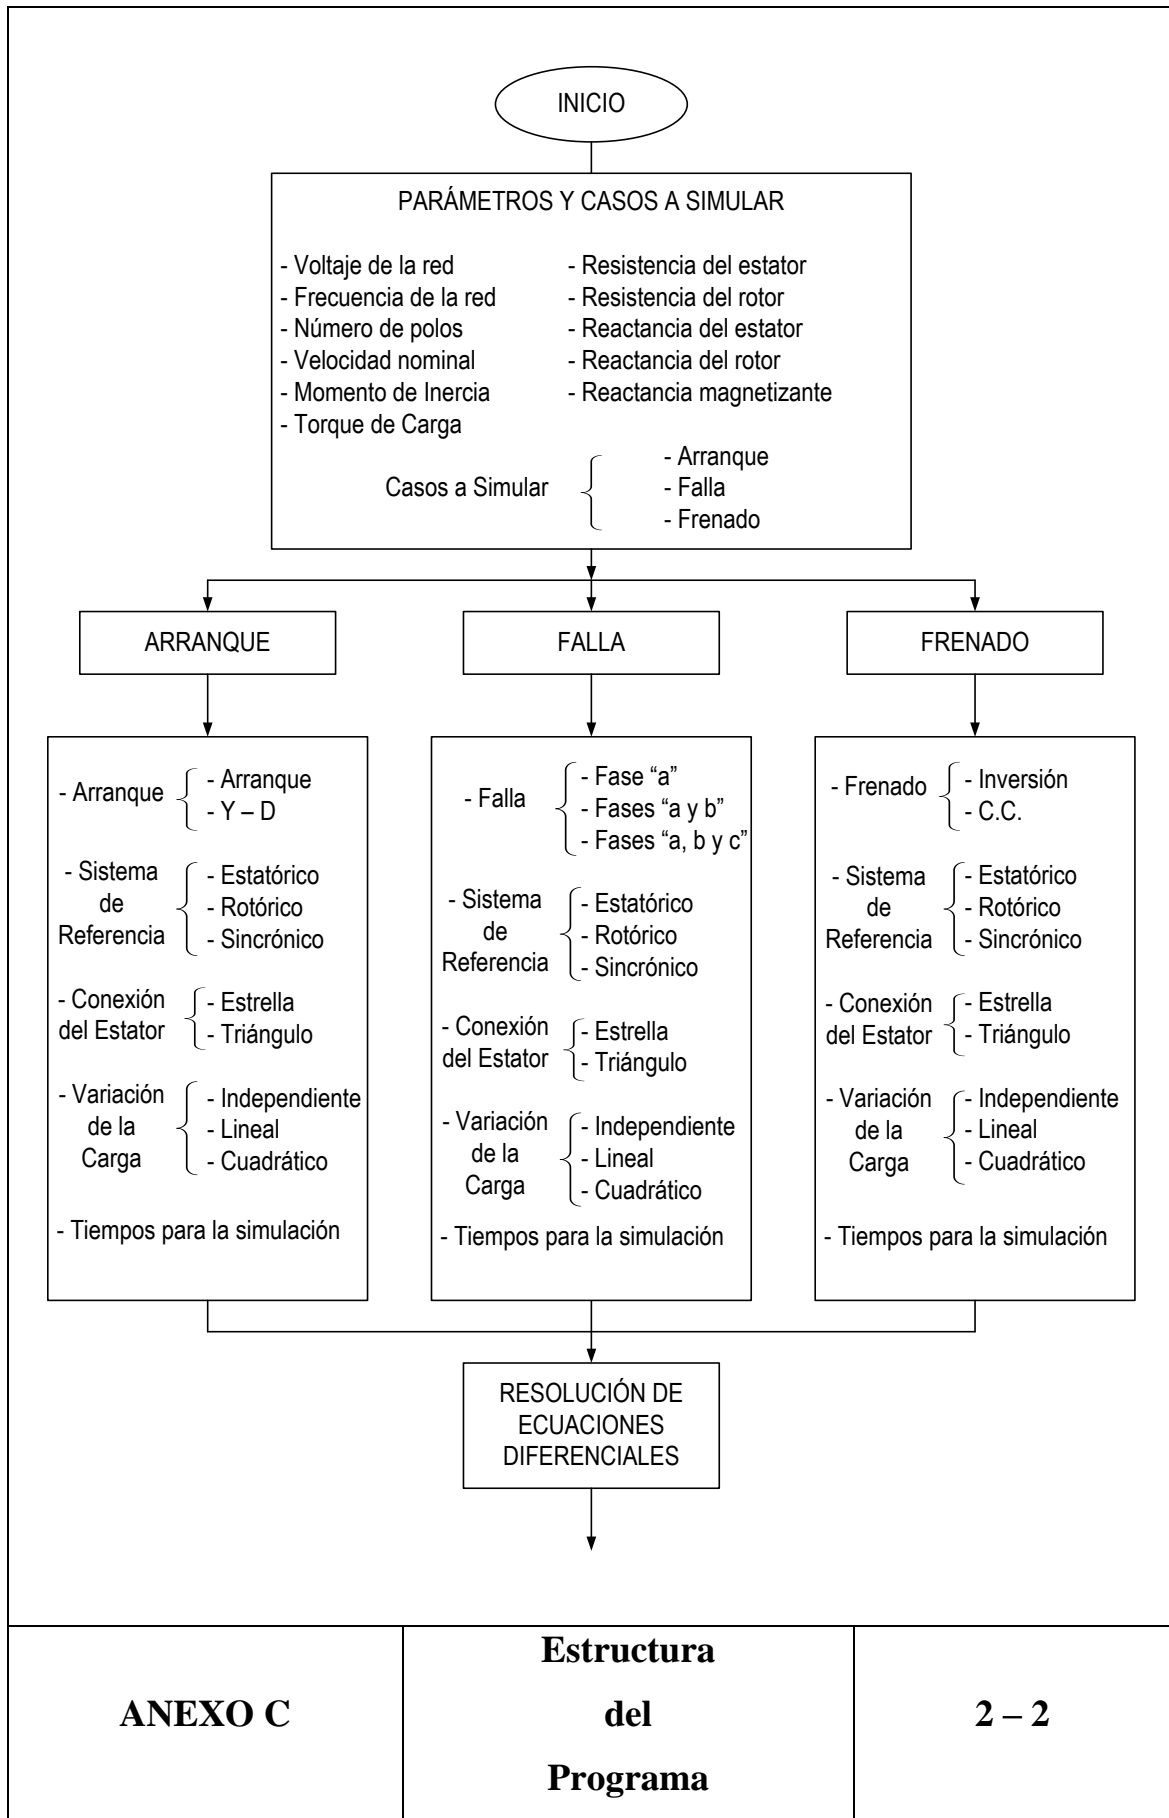 INICIO
PARÁMETROS Y CASOS A SIMULAR
- Voltaje de la red
- Frecuencia de la red
- Número de polos
- Velocidad nominal
- Momento de Inercia
- Torque de Carga
- Resistencia del estator
- Resistencia del rotor
- Reactancia del estator
- Reactancia del rotor
- Reactancia magnetizante
Casos a Simular
- Arranque
- Falla
- Frenado
ARRANQUE
FALLA
FRENADO
- Arranque
- Arranque
- Y – D
- Sistema
de
Referencia
- Estatórico
- Rotórico
- Sincrónico
- Conexión
del Estator
- Estrella
- Triángulo
- Variación
de la
Carga
- Independiente
- Lineal
- Cuadrático
- Tiempos para la simulación
- Falla
- Fase “a”
- Fases “a y b”
- Fases “a, b y c”
- Sistema
de
Referencia
- Estatórico
- Rotórico
- Sincrónico
- Conexión
del Estator
- Estrella
- Triángulo
- Variación
de la
Carga
- Independiente
- Lineal
- Cuadrático
- Tiempos para la simulación
- Frenado
- Inversión
- C.C.
- Sistema
de
Referencia
- Estatórico
- Rotórico
- Sincrónico
- Conexión
del Estator
- Estrella
- Triángulo
- Variación
de la
Carga
- Independiente
- Lineal
- Cuadrático
- Tiempos para la simulación
RESOLUCIÓN DE
ECUACIONES
DIFERENCIALES
ANEXO C
Estructura
del
Programa
2 – 2